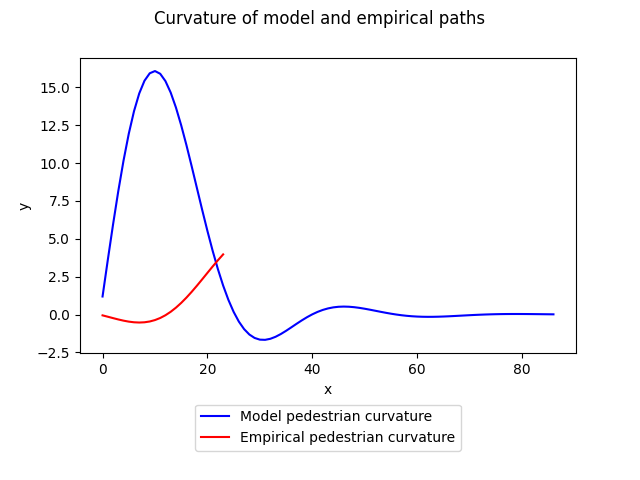 Curvature of model and empirical paths
15.0
12.5
10.0
7.5
5.0
2.5
0.0
−2.5
y
0 20 40 60 80
x
Model pedestrian curvature
Empirical pedestrian curvature